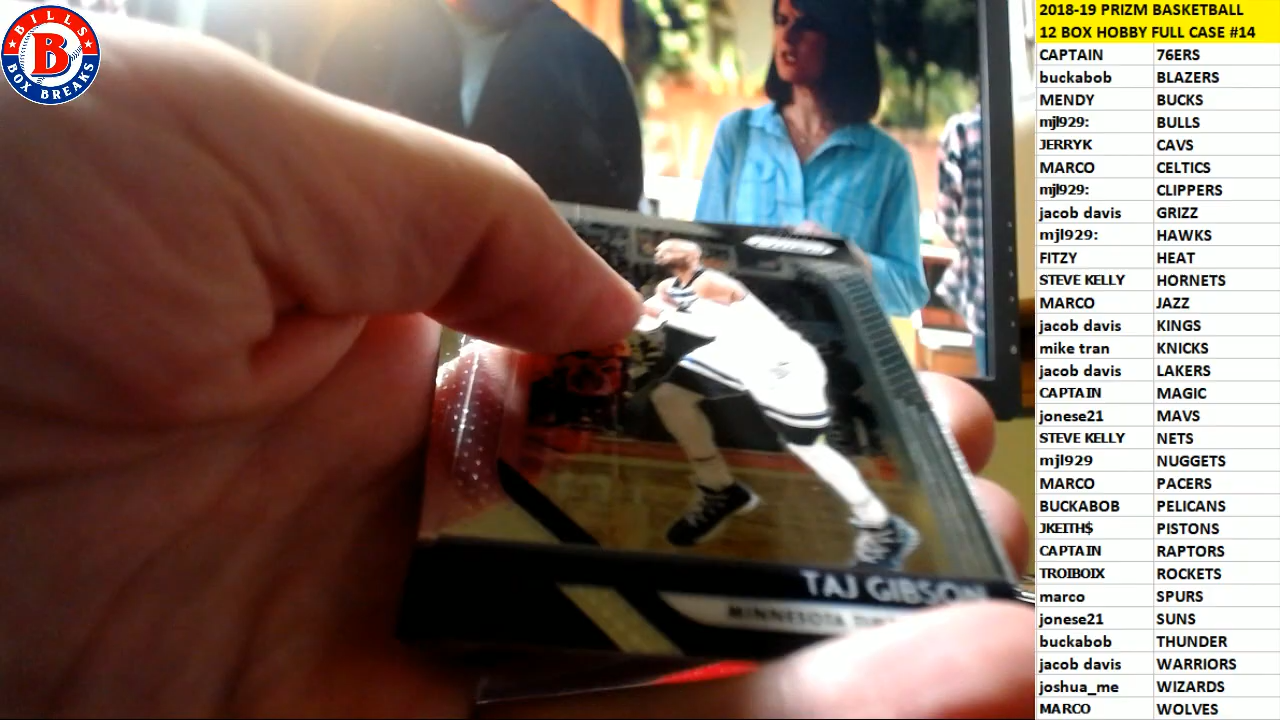 BILLS
B
BOX BREAKS
2018-19 PRIZM BASKETBALL
12 BOX HOBBY FULL CASE #14
CAPTAIN 76ERS
buckabob BLAZERS
MENDY BUCKS
mjl929: BULLS
JERRYK CAVS
MARCO CELTICS
mjl929: CLIPPERS
jacob davis GRIZZ
mjl929: HAWKS
FITZY HEAT
STEVE KELLY HORNETS
MARCO JAZZ
jacob davis KINGS
mike tran KNICKS
jacob davis LAKERS
CAPTAIN MAGIC
jonese21 MAVS
STEVE KELLY NETS
mjl929 NUGGETS
MARCO PACERS
BUCKABOB PELICANS
JKEITH$ PISTONS
CAPTAIN RAPTORS
TROIBOIX ROCKETS
marco SPURS
jonese21 SUNS
buckabob THUNDER
jacob davis WARRIORS
joshua_me WIZARDS
MARCO WOLVES
TAJ GIBSON
MINNESOTA